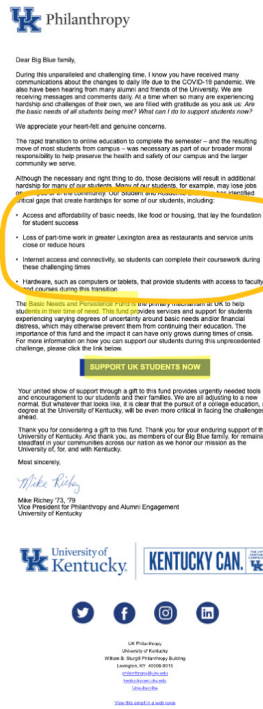 UK Philanthropy
Dear Big Blue family,
During this unparalleled and challenging time, I know you have received many
communications about the changes to daily life due to the COVID-19 pandemic. We
also have been hearing from many alumni and friends of the University. We are
receiving messages and comments daily. At a time when so many are experiencing
hardship and challenges of their own, we are filled with gratitude as you ask us: Are
the basic needs of all students being met? What can I do to support students now?
We appreciate your heart-felt and genuine concerns.
The rapid transition to online education to complete the semester – and the resulting
move of most students from campus – was necessary as part of our broader moral
responsibility to help preserve the health and safety of our campus and the larger
community we serve.
Although the necessary and right thing to do, those decisions will result in additional
hardship for many of our students. Many of our students, for example, may lose jobs
community. Our Student and Academic has identified
critical gaps that create hardships for some of our students, including:
• Access and affordability of basic needs, like food or housing, that lay the foundation
for student success
• Loss of part-time work in greater Lexington area as restaurants and service units
close or reduce hours
• Internet access and connectivity, so students can complete their coursework during
these challenging times
• Hardware, such as computers or tablets, that provide students with access to faculty
and courses during this transition
The Basic Needs and Persistence Fund is the primary mechanism at UK to help
students in their time of need. This fund provides services and support for students
experiencing varying degrees of uncertainty around basic needs and/or financial
distress, which may otherwise prevent them from continuing their education. The
importance of this fund and the impact it can have only grows during times of crisis.
For more information on how you can support our students during this unprecedented
challenge, please click the link below.
SUPPORT UK STUDENTS NOW
Your united show of support through a gift to this fund provides urgently needed tools
and encouragement to our students and their families. We are all adjusting to a new
normal. But whatever that looks like, it is clear that the pursuit of a college education, a
degree at the University of Kentucky, will be even more critical in facing the challenges
ahead.
Thank you for considering a gift to this fund. Thank you for your enduring support of the
University of Kentucky. And thank you, as members of our Big Blue family, for remaining
steadfast in your communities across our nation as we honor our mission as the
University of, for, and with Kentucky.
Most sincerely,
Mike Richey
Mike Richey '73, '79
Vice President for Philanthropy and Alumni Engagement
University of Kentucky
UK University of Kentucky.
KENTUCKY CAN.
UK Philanthropy
University of Kentucky
William B. Sturgill Philanthropy Building
Lexington, KY 40506-0015
philanthropy@uky.edu
kentuckycan.uky.edu
Unsubscribe
View this email in a web page